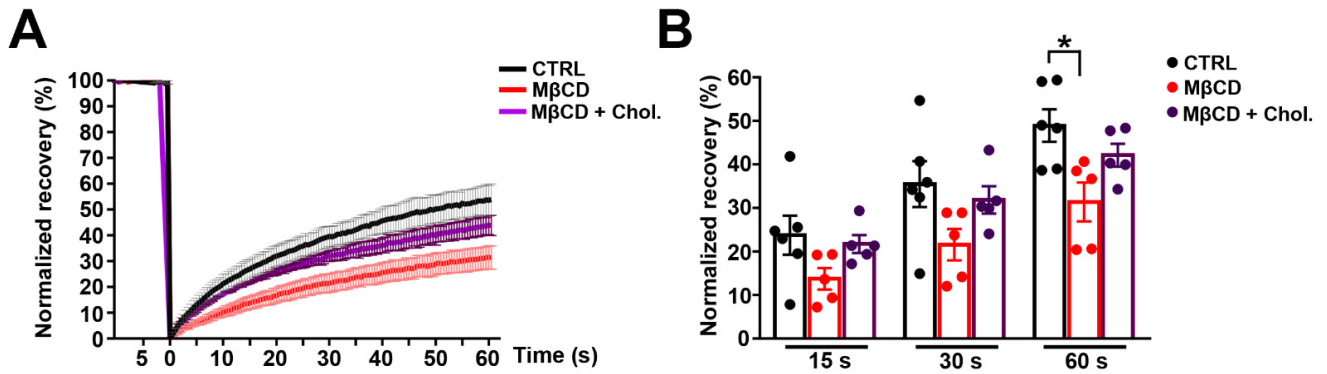 A
Normalized recovery (%)
100
90
80
70
60
50
40
30
20
10
0
5 0 10 20 30 40 50 60 Time (s)
CTRL
MβCD
MβCD + Chol.
B
Normalized recovery (%)
60
50
40
30
20
10
0
*
15 s 30 s 60 s
CTRL
MβCD
MβCD + Chol.